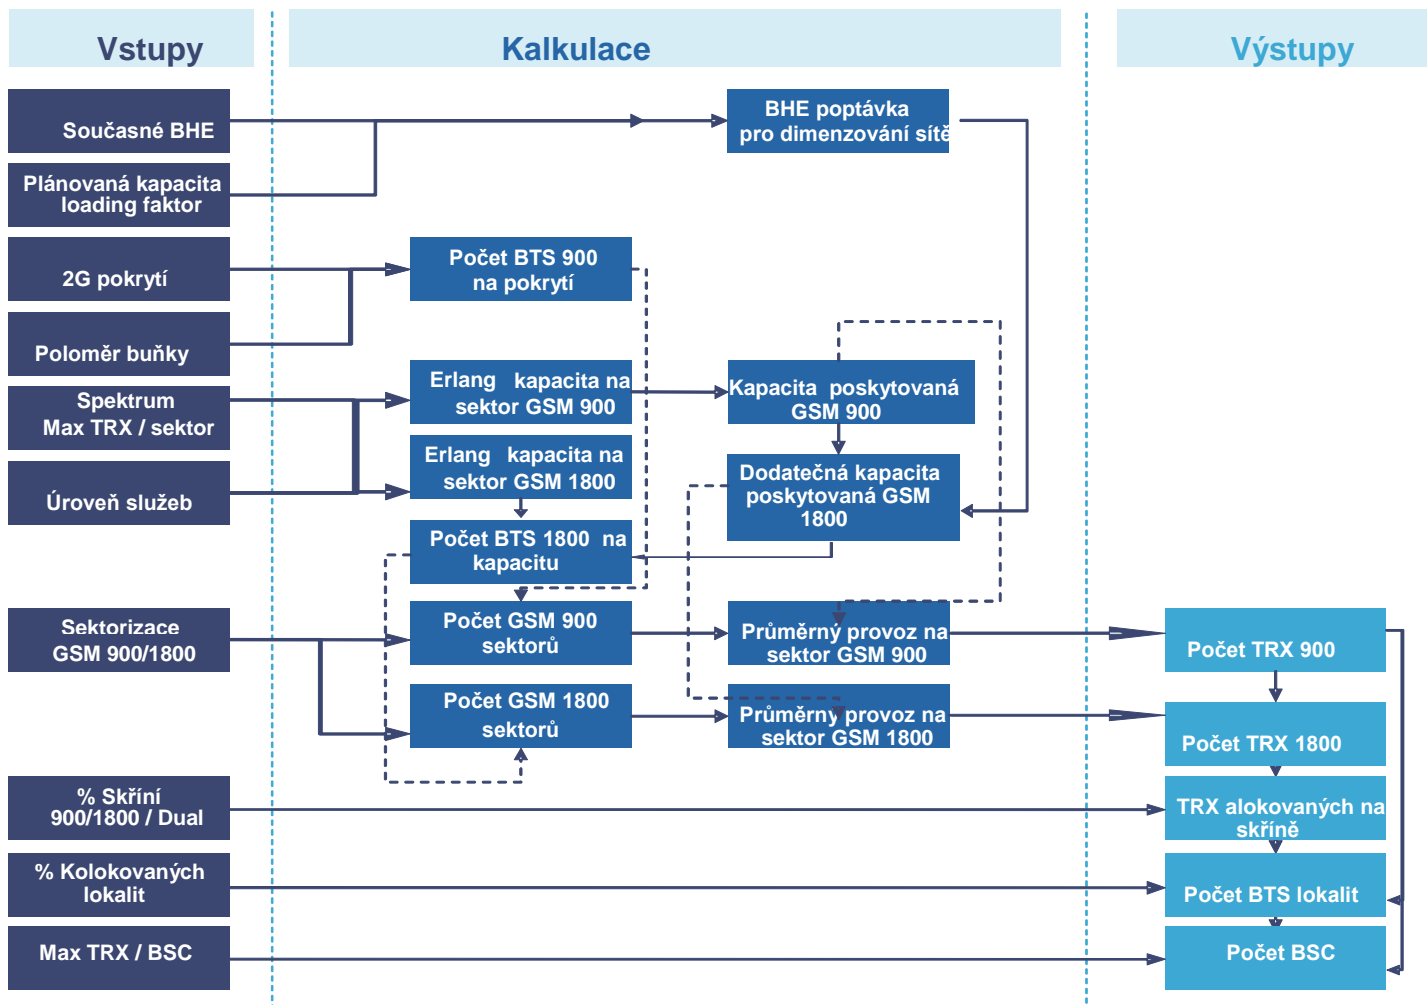 Vstupy
Kalkulace
Výstupy
Současné BHE
BHE poptávka
pro dimenzování sítě
Plánovaná kapacita
loading faktor
2G pokrytí
Počet BTS 900
na pokrytí
Poloměr buňky
Spektrum
Max TRX / sektor
Erlang kapacita na
sektor GSM 900
Kapacita poskytovaná
GSM 900
Úroveň služeb
Erlang kapacita na
sektor GSM 1800
Dodatečná kapacita
poskytovaná GSM
1800
Počet BTS 1800 na
kapacitu
Sektorizace
GSM 900/1800
Počet GSM 900
sektorů
Průměrný provoz na
sektor GSM 900
Počet TRX 900
Počet GSM 1800
sektorů
Průměrný provoz na
sektor GSM 1800
Počet TRX 1800
% Skříní
900/1800 / Dual
TRX alokovaných na
skříně
% Kolokovaných
lokalit
Počet BTS lokalit
Max TRX / BSC
Počet BSC